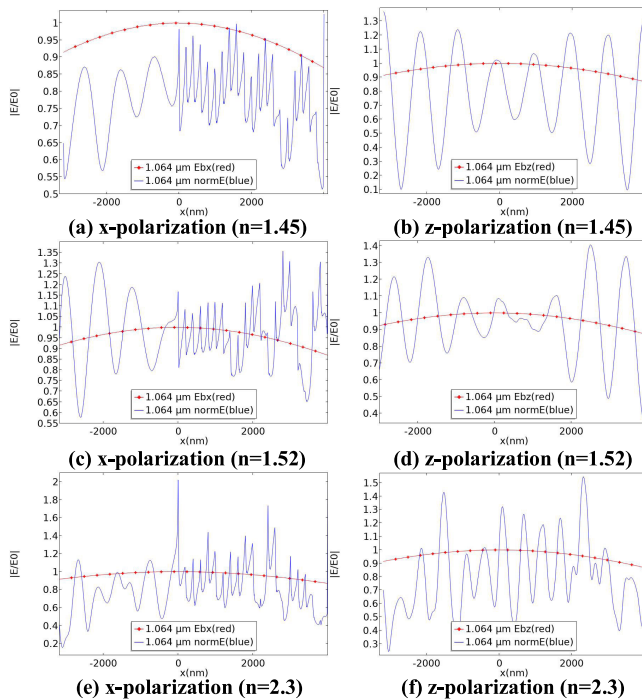 1
0.95
0.9
0.85
0.8
0.75
0.7
0.65
0.6
0.55
0.5
|E/E0|
1.064 µm Ebx(red)
1.064 µm normE(blue)
-2000 0 2000
x(nm)
(a) x-polarization (n=1.45)
1.3
1.2
1.1
1
0.9
0.8
0.7
0.6
0.5
0.4
0.3
0.2
0.1
|E/E0|
1.064 µm Ebz(red)
1.064 µm normE(blue)
-2000 0 2000
x(nm)
(b) z-polarization (n=1.45)
1.35
1.3
1.25
1.2
1.15
1.1
1.05
1
0.95
0.9
0.85
0.8
0.75
0.7
0.65
0.6
0.55
|E/E0|
1.064 µm Ebx(red)
1.064 µm normE(blue)
-2000 0 2000
x(nm)
(c) x-polarization (n=1.52)
1.4
1.3
1.2
1.1
1
0.9
0.8
0.7
0.6
0.5
0.4
|E/E0|
1.064 µm Ebz(red)
1.064 µm normE(blue)
-2000 0 2000
x(nm)
(d) z-polarization (n=1.52)
2
1.8
1.6
1.4
1.2
1
0.8
0.6
0.4
0.2
|E/E0|
1.064 µm Ebx(red)
1.064 µm normE(blue)
-2000 0 2000
x(nm)
(e) x-polarization (n=2.3)
1.5
1.4
1.3
1.2
1.1
1
0.9
0.8
0.7
0.6
0.5
0.4
0.3
|E/E0|
1.064 µm Ebz(red)
1.064 µm normE(blue)
-2000 0 2000
x(nm)
(f) z-polarization (n=2.3)